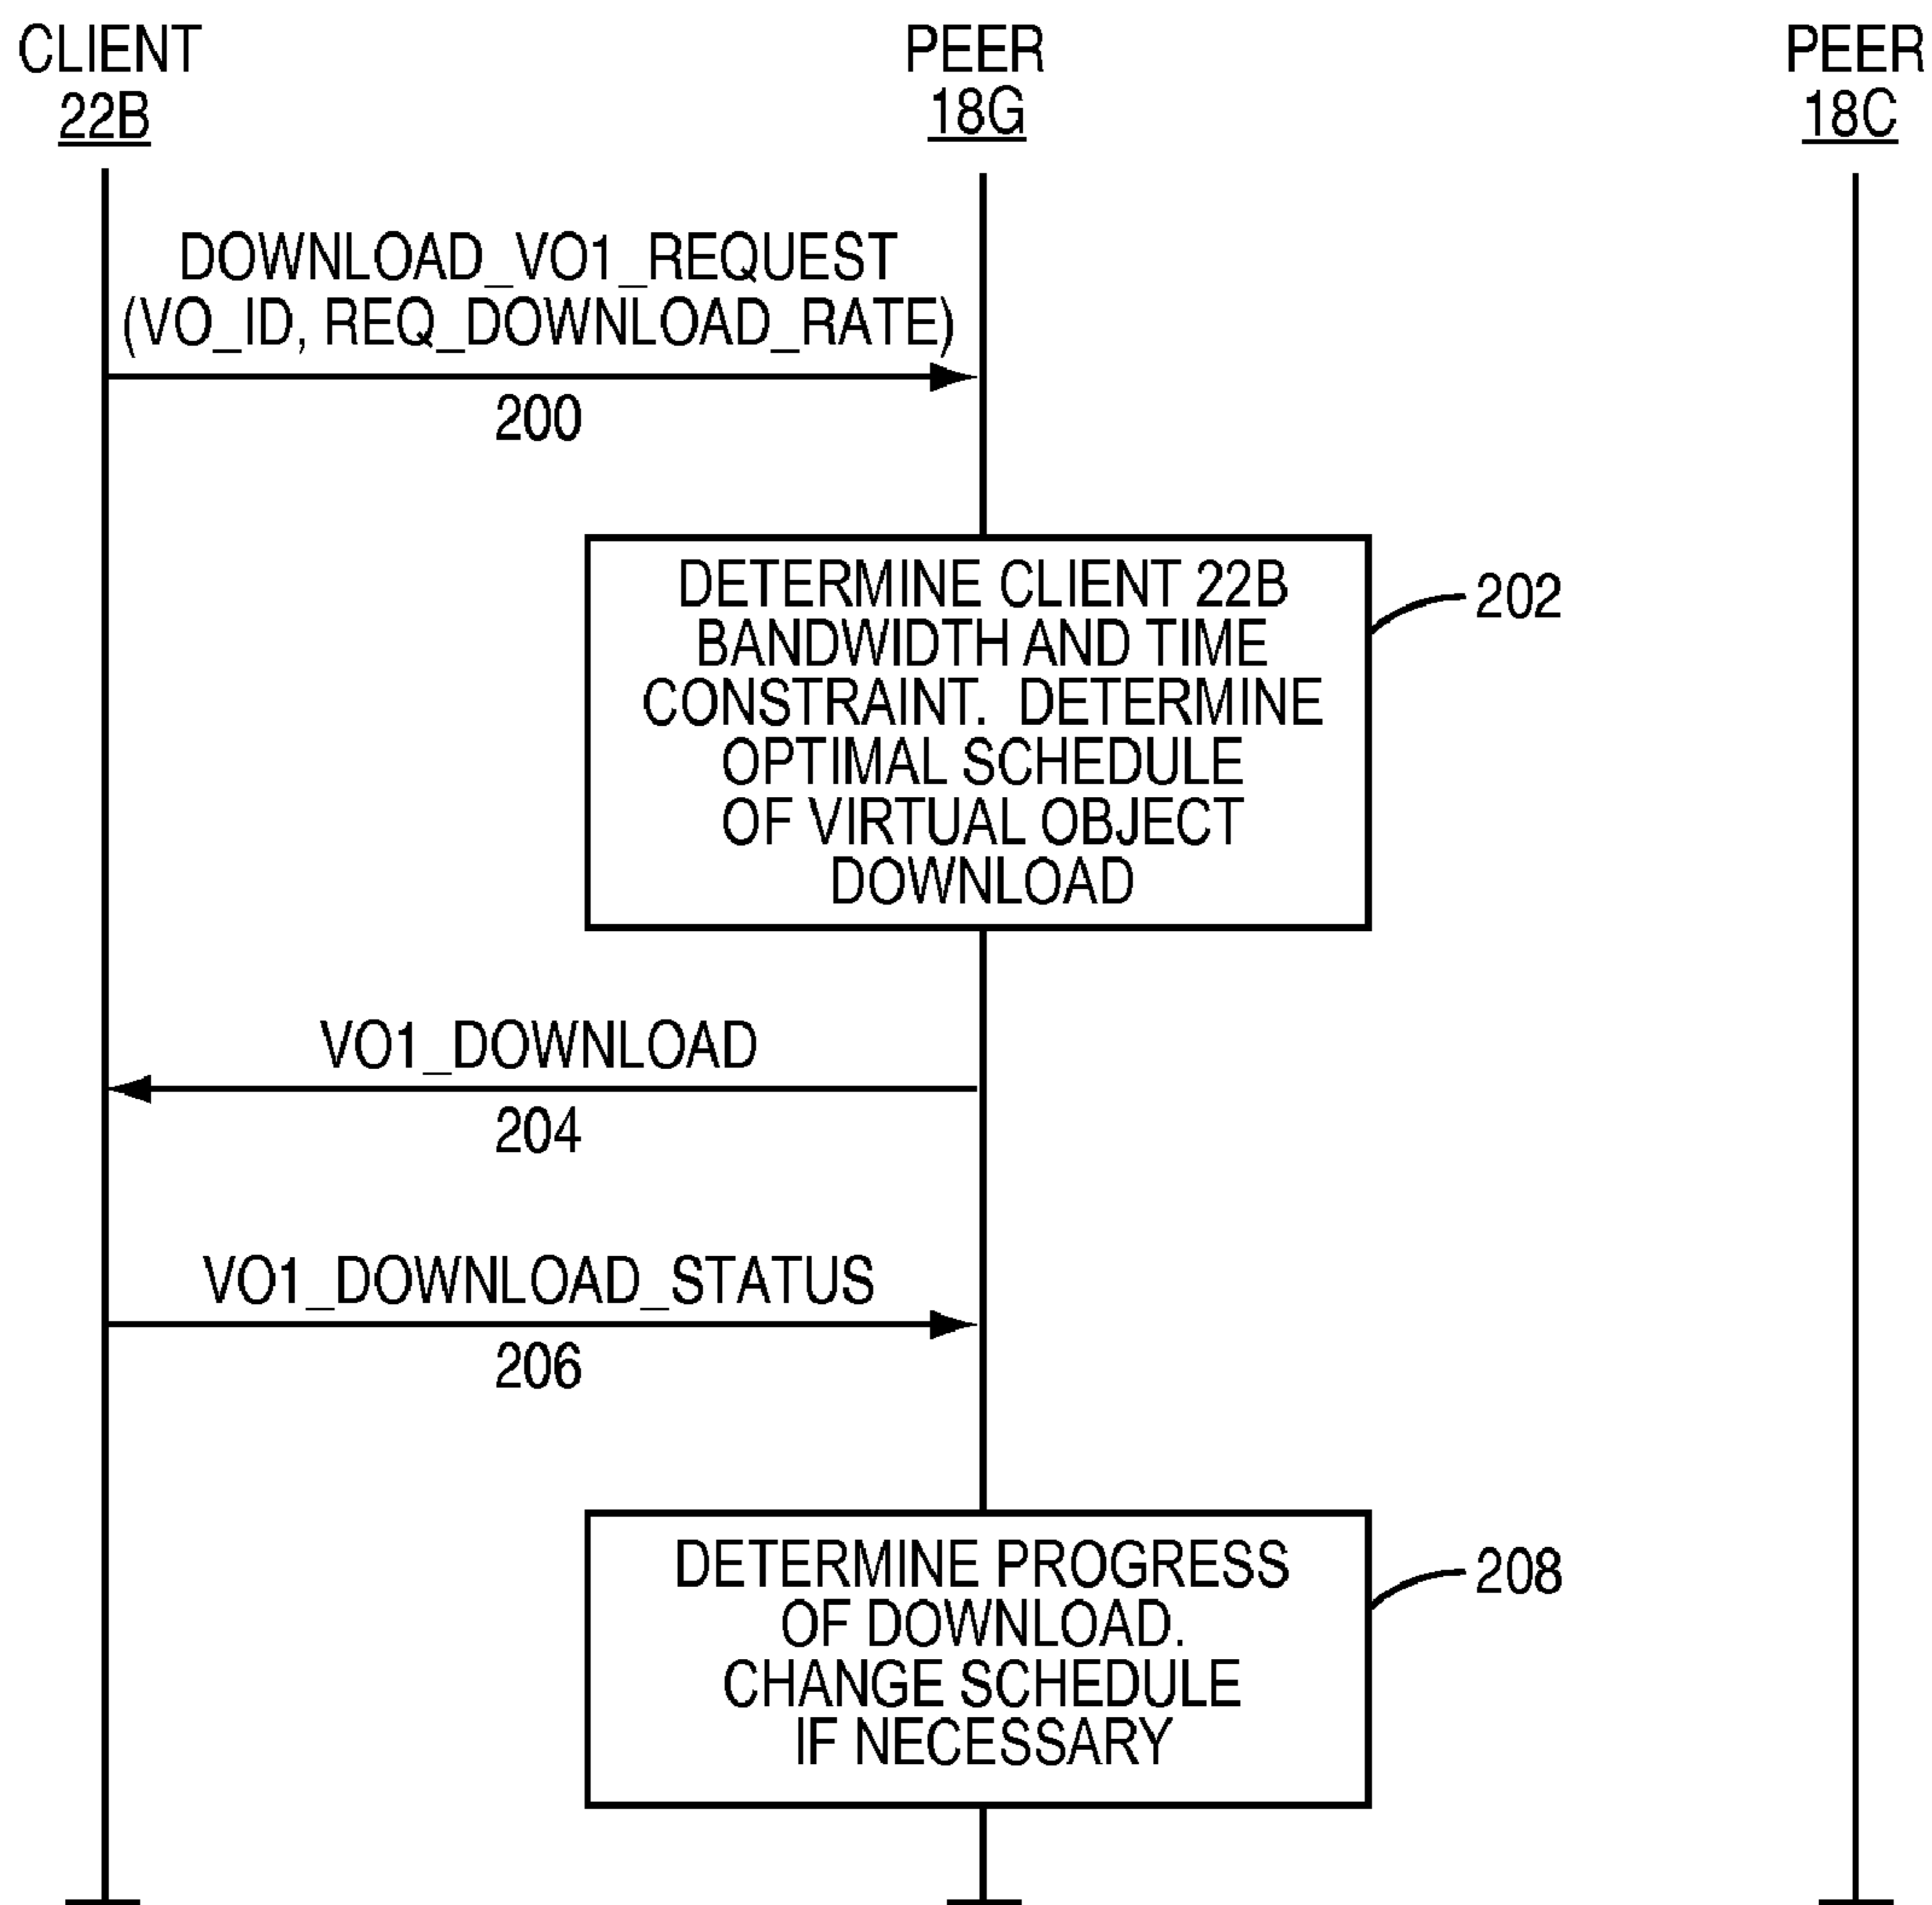 CLIENT
22B
PEER
18G
PEER
18C
DOWNLOAD_VO1_REQUEST
(VO_ID, REQ_DOWNLOAD_RATE)
200
DETERMINE CLIENT 22B
BANDWIDTH AND TIME
CONSTRAINT. DETERMINE
OPTIMAL SCHEDULE
OF VIRTUAL OBJECT
DOWNLOAD
202
VO1_DOWNLOAD
204
VO1_DOWNLOAD_STATUS
206
DETERMINE PROGRESS
OF DOWNLOAD.
CHANGE SCHEDULE
IF NECESSARY
208